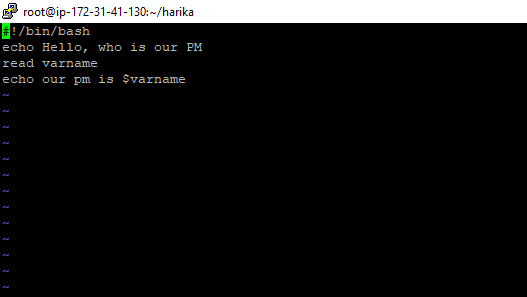 root@ip-172-31-41-130:~/harika
#!/bin/bash
echo Hello, who is our PM
read varname
echo our pm is $varname
~
~
~
~
~
~
~
~
~
~
~
~
~